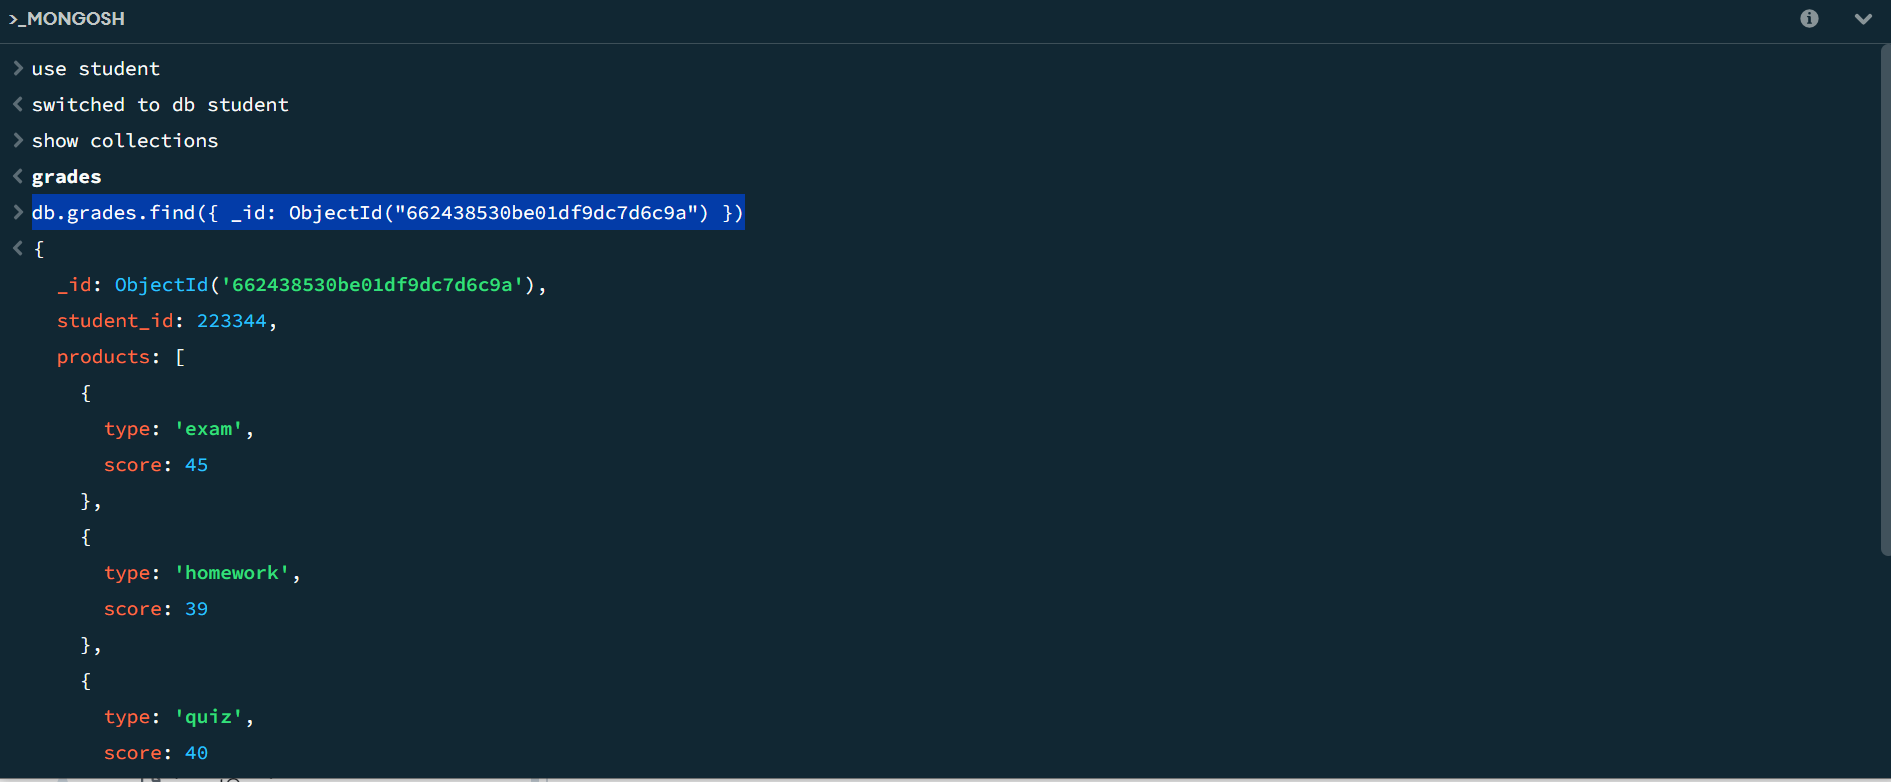 >_MONGOSH
> use student
< switched to db student
> show collections
< grades
> db.grades.find({ _id: ObjectId("662438530be01df9dc7d6c9a") })
< {
_id: ObjectId('662438530be01df9dc7d6c9a'),
student_id: 223344,
products: [
{
type: 'exam',
score: 45
},
{
type: 'homework',
score: 39
},
{
type: 'quiz',
score: 40